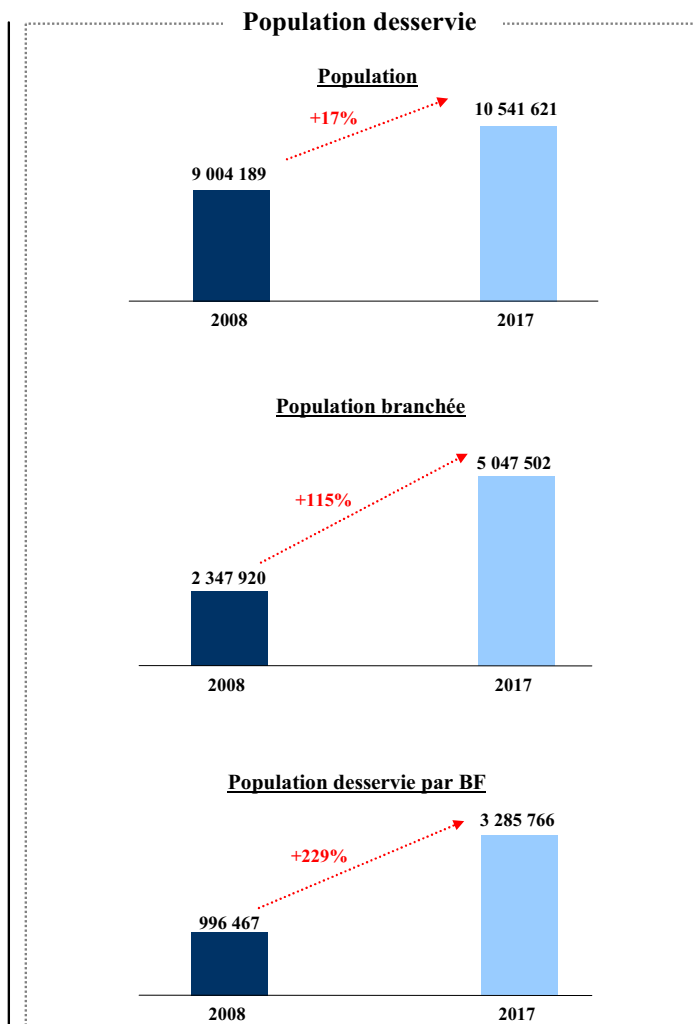 Population desservie
Population
+17%
10 541 621
9 004 189
2008 2017
Population branchée
5 047 502
+115%
2 347 920
2008 2017
Population desservie par BF
3 285 766
+229%
996 467
2008 2017